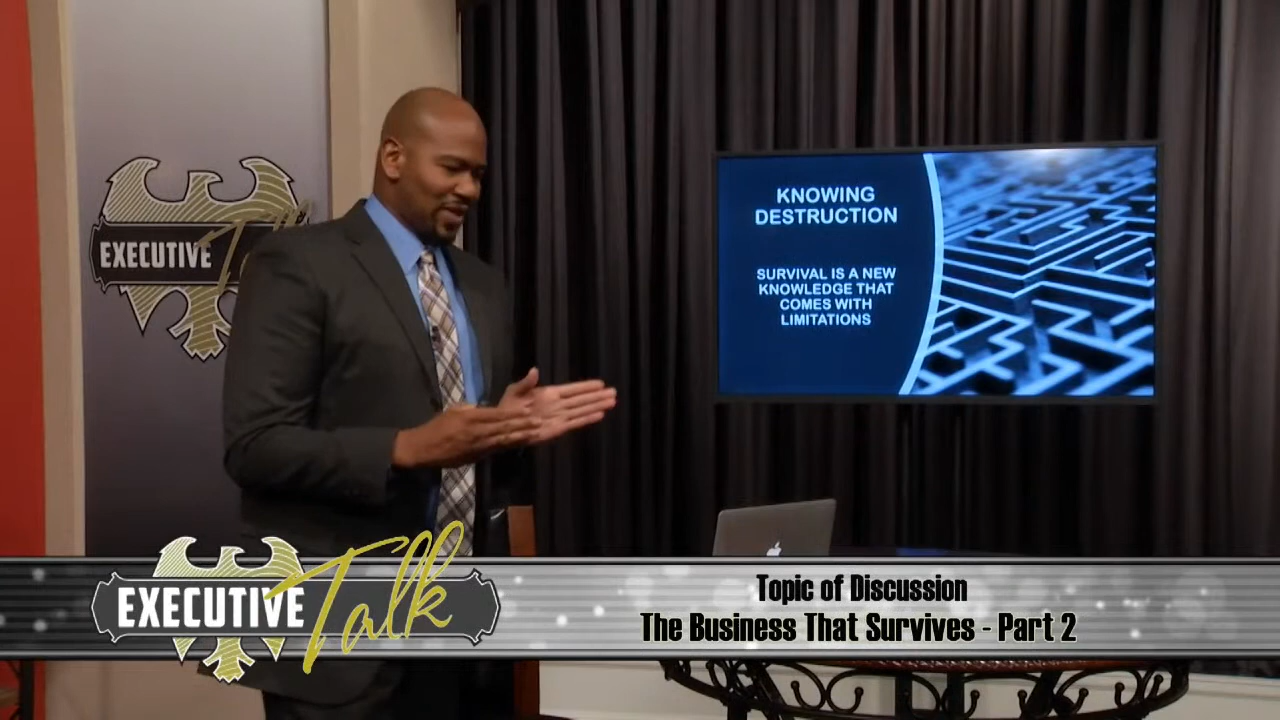 EXECUTIVE Talk
KNOWING
DESTRUCTION
SURVIVAL IS A NEW
KNOWLEDGE THAT
COMES WITH
LIMITATIONS
EXECUTIVE Talk
Topic of Discussion
The Business That Survives - Part 2